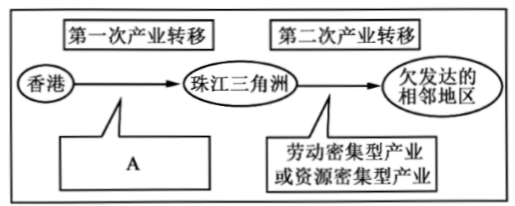 第一次产业转移
第二次产业转移
香港
珠江三角洲
欠发达的
相邻地区
A
劳动密集型产业
或资源密集型产业